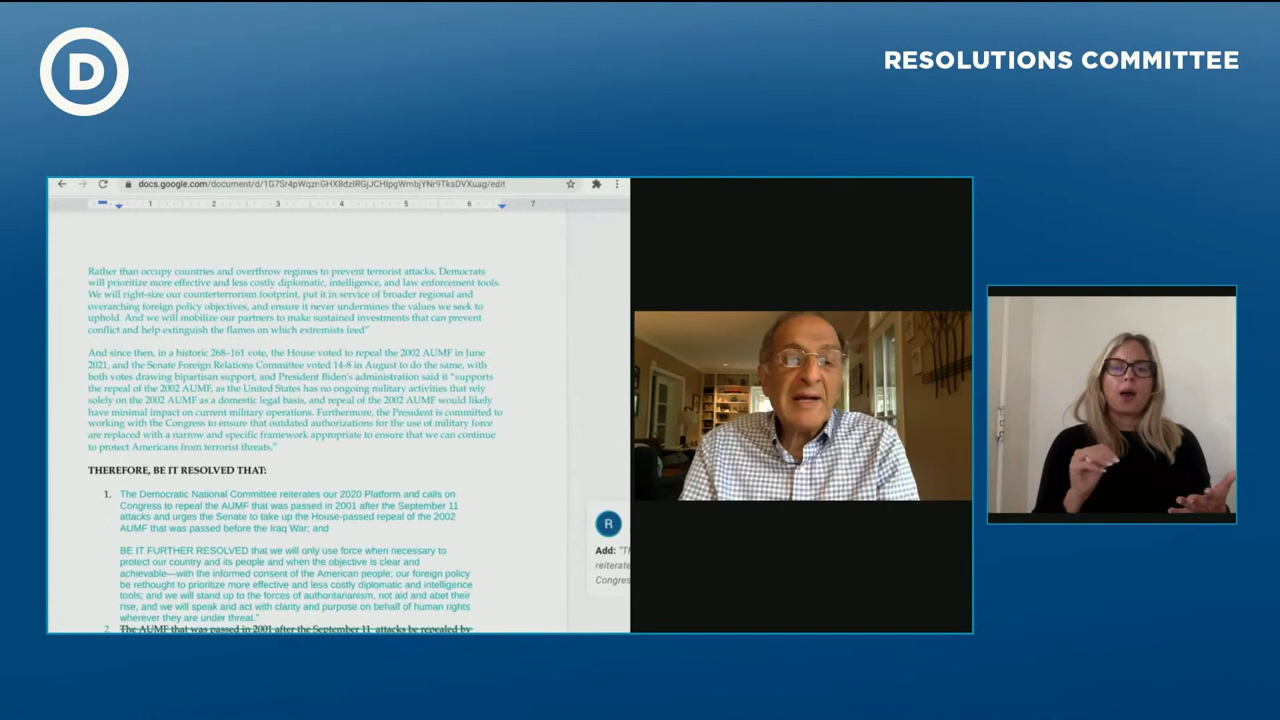 D
RESOLUTIONS COMMITTEE
docs.google.com/document/d/
/edit
1 2 3 4 5 6 7
Rather than occupy countries and overthrow regimes to prevent terrorist attacks, Democrats
will prioritize more effective and less costly diplomatic, intelligence, and law enforcement tools.
We will right-size our counterterrorism footprint, put it in service of broader regional and
overarching foreign policy objectives, and ensure it never undermines the values we seek to
uphold. And we will mobilize our partners to make sustained investments that can prevent
conflict and help extinguish the flames on which extremists feed"
And since then, in a historic 268–161 vote, the House voted to repeal the 2002 AUMF in June
2021, and the Senate Foreign Relations Committee voted 14-8 in August to do the same, with
both votes drawing bipartisan support, and President Biden's administration said it "supports
the repeal of the 2002 AUMF, as the United States has no ongoing military activities that rely
solely on the 2002 AUMF as a domestic legal basis, and repeal of the 2002 AUMF would likely
have minimal impact on current military operations. Furthermore, the President is committed to
working with the Congress to ensure that outdated authorizations for the use of military force
are replaced with a narrow and specific framework appropriate to ensure that we can continue
to protect Americans from terrorist threats."
THEREFORE, BE IT RESOLVED THAT:
1. The Democratic National Committee reiterates our 2020 Platform and calls on
Congress to repeal the AUMF that was passed in 2001 after the September 11
attacks and urges the Senate to take up the House-passed repeal of the 2002
AUMF that was passed before the Iraq War; and
BE IT FURTHER RESOLVED that we will only use force when necessary to
protect our country and its people and when the objective is clear and
achievable—with the informed consent of the American people; our foreign policy
be rethought to prioritize more effective and less costly diplomatic and intelligence
tools; and we will stand up to the forces of authoritarianism, not aid and abet their
rise, and we will speak and act with clarity and purpose on behalf of human rights
wherever they are under threat."
2. The AUMF that was passed in 2001 after the September 11 attacks be repealed by
R
Add: "Th
reiterate
Congres